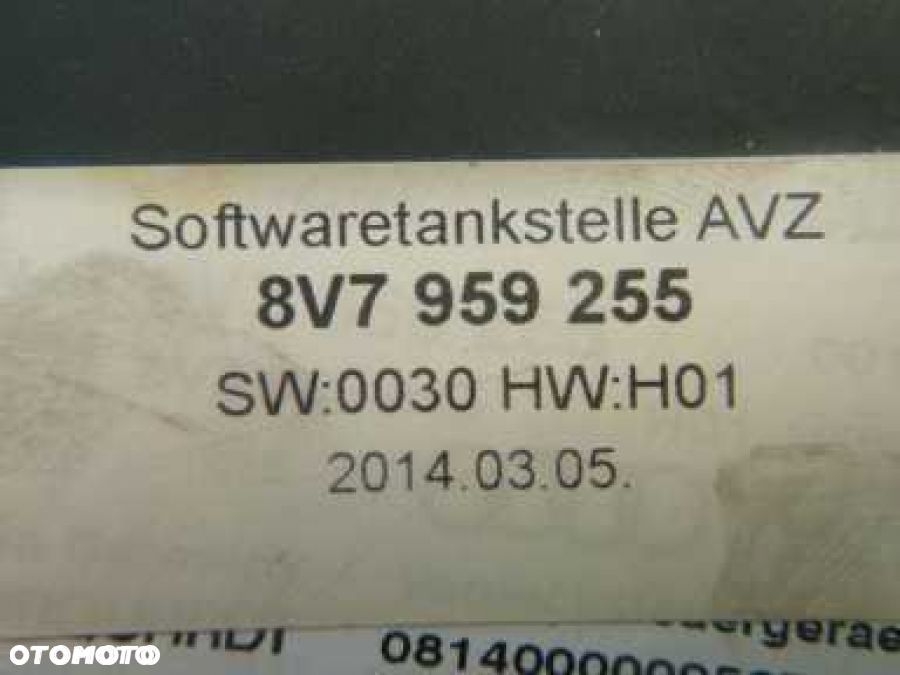 Softwaretankstelle AVZ
8V7 959 255
SW:0030 HW:H01
2014.03.05.
OTOMOTO